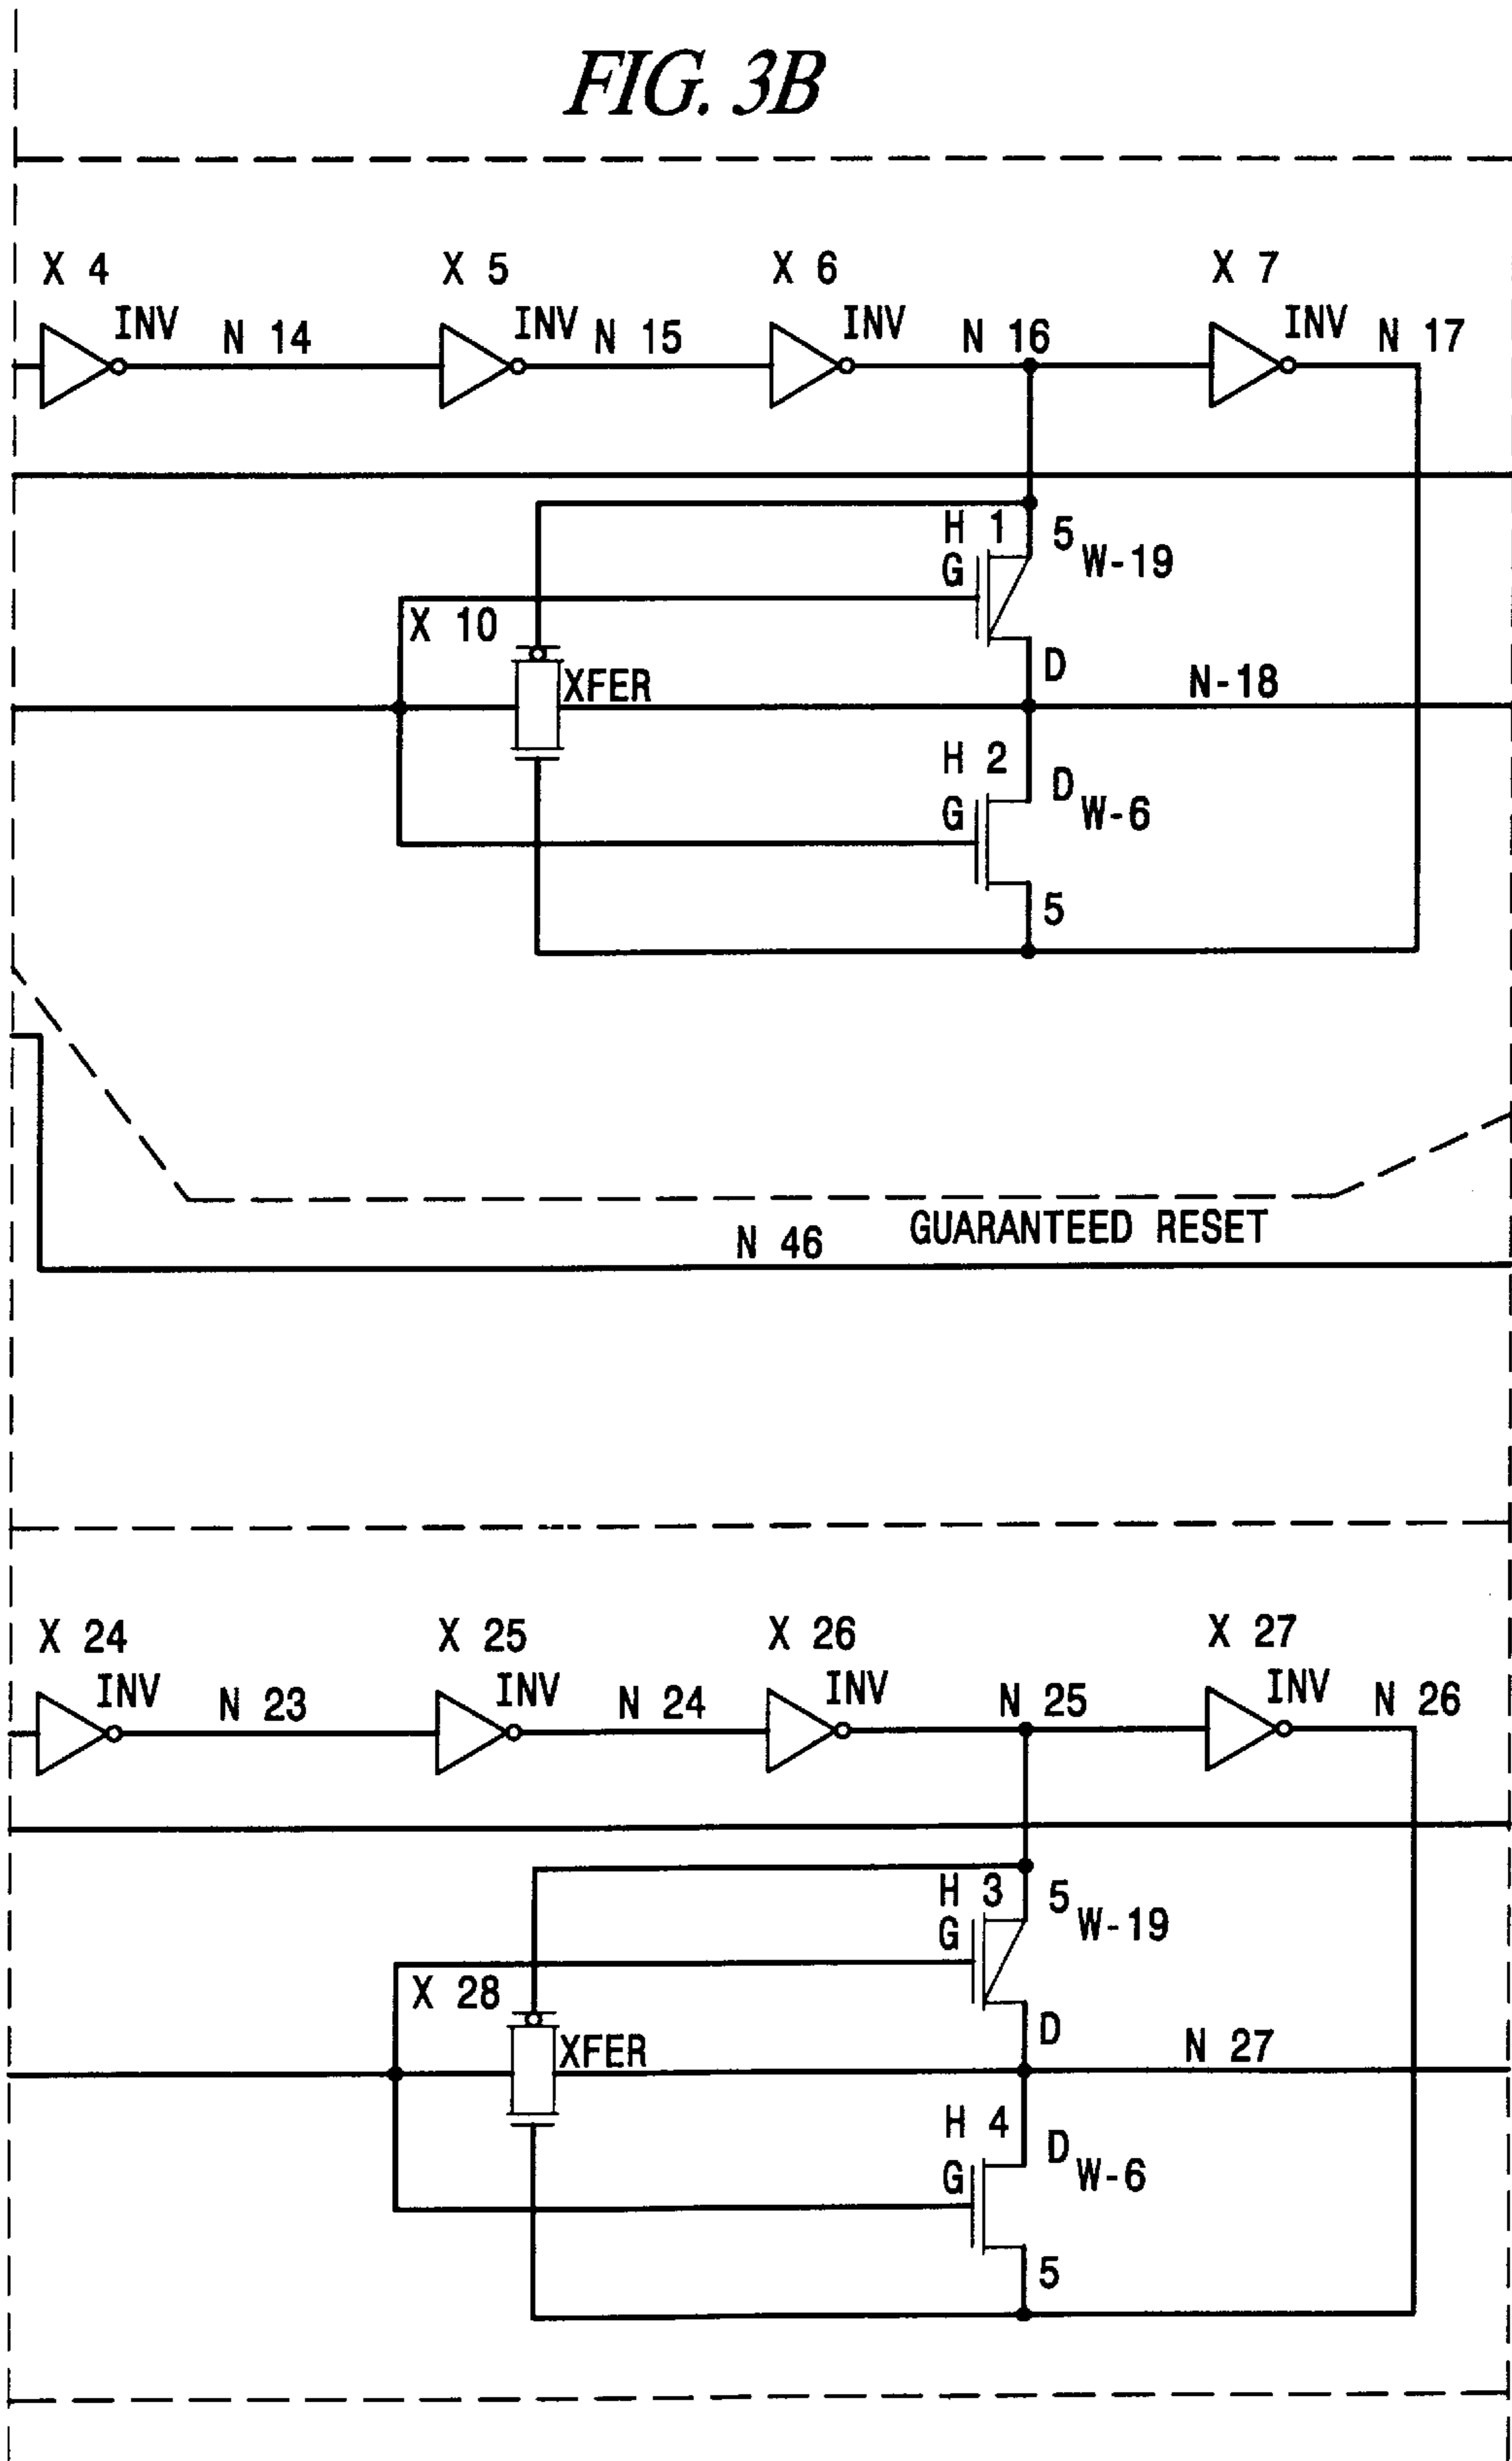 FIG. 3B
X 4 X 5 X 6 X 7
INV N 14 INV N 15 INV N 16 INV N 17
H 1 5
G W-19
X 10
XFER D N-18
H 2 D
G W-6
5
GUARANTEED RESET
N 46
X 24 X 25 X 26 X 27
INV N 23 INV N 24 INV N 25 INV N 26
H 3 5
G W-19
X 28
XFER D N 27
H 4 D
G W-6
5